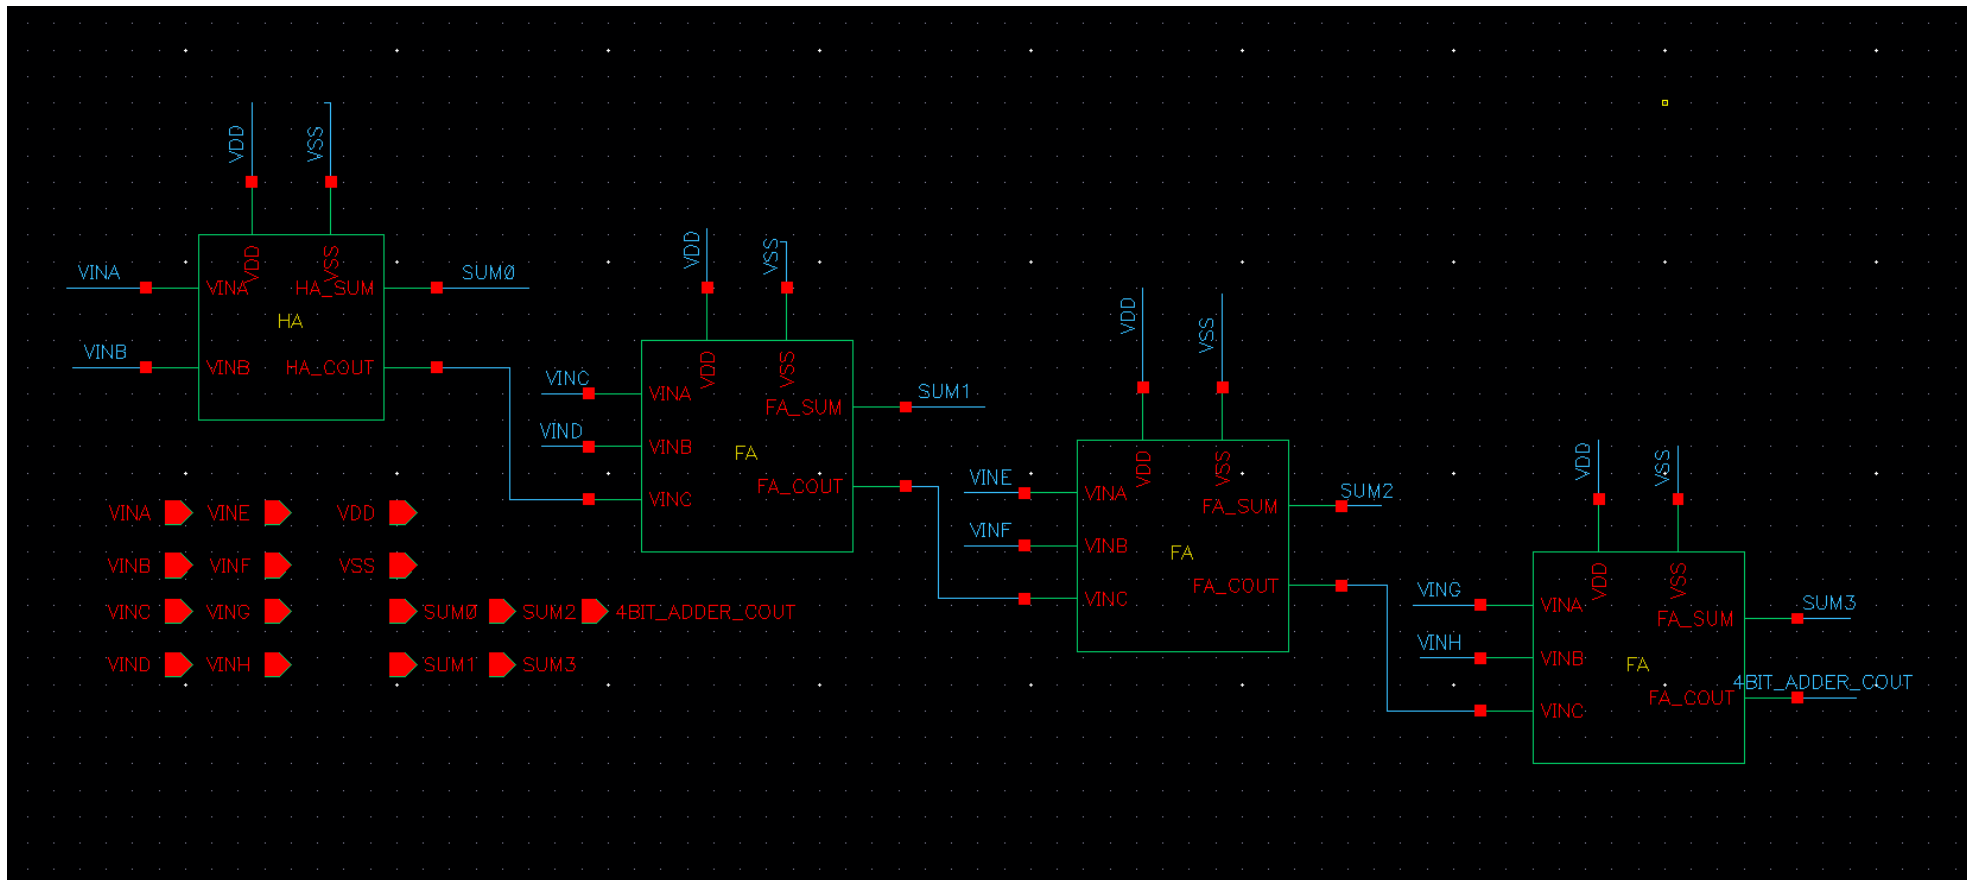 VDD
VSS
VINA
VINB
VDD
VSS
VINA
HA_SUM
HA
VINB
HA_COUT
SUM0
VDD
VSS
VINC
VIND
VDD
VSS
VINA
FA_SUM
VINB
FA
FA_COUT
VINC
SUM1
VDD
VSS
VINE
VINF
VDD
VSS
VINA
FA_SUM
VINB
FA
FA_COUT
VINC
SUM2
VDD
VSS
VING
VINH
VDD
VSS
VINA
FA_SUM
VINB
FA
FA_COUT
VINC
SUM3
4BIT_ADDER_COUT
VINA VINE VDD
VINB VINF VSS
VINC VING SUM0 SUM2 4BIT_ADDER_COUT
VIND VINH SUM1 SUM3